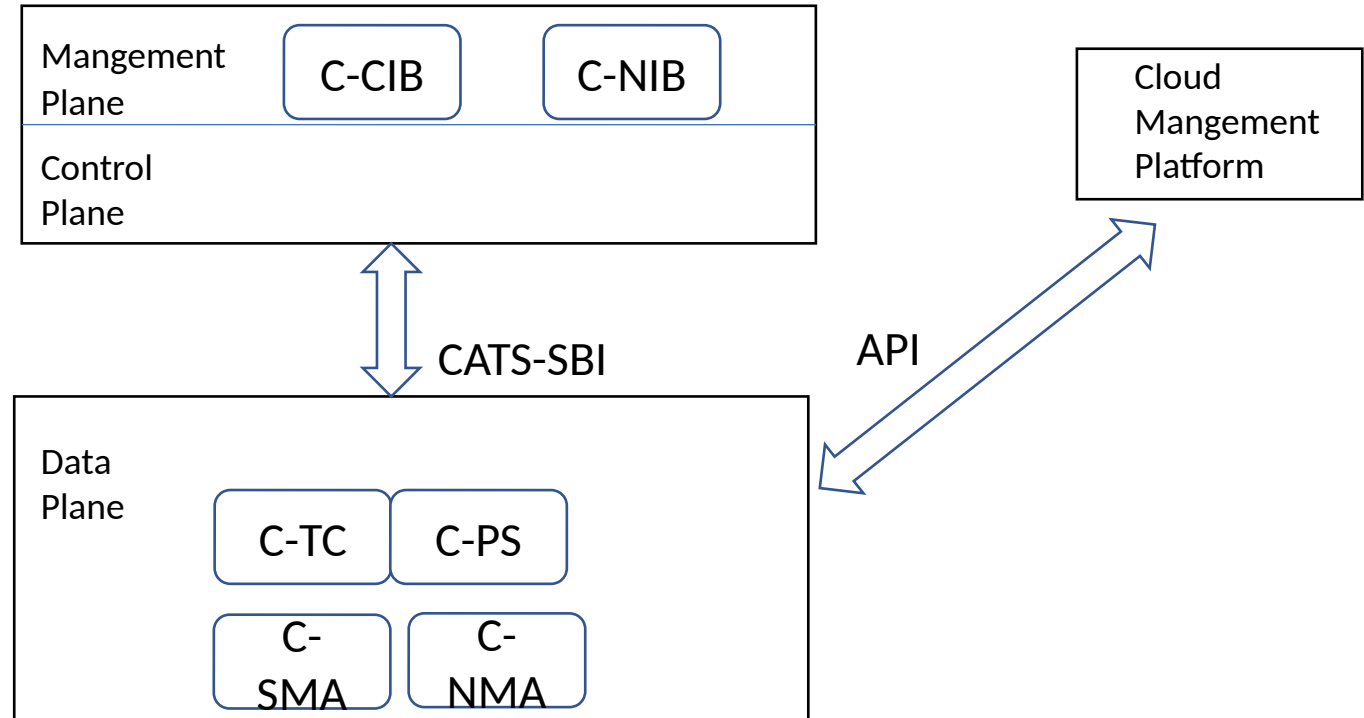 Mangement
Plane
C-CIB
C-NIB
Control
Plane
Cloud
Mangement
Platform
CATS-SBI
API
Data
Plane
C-TC
C-PS
C-
SMA
C-
NMA